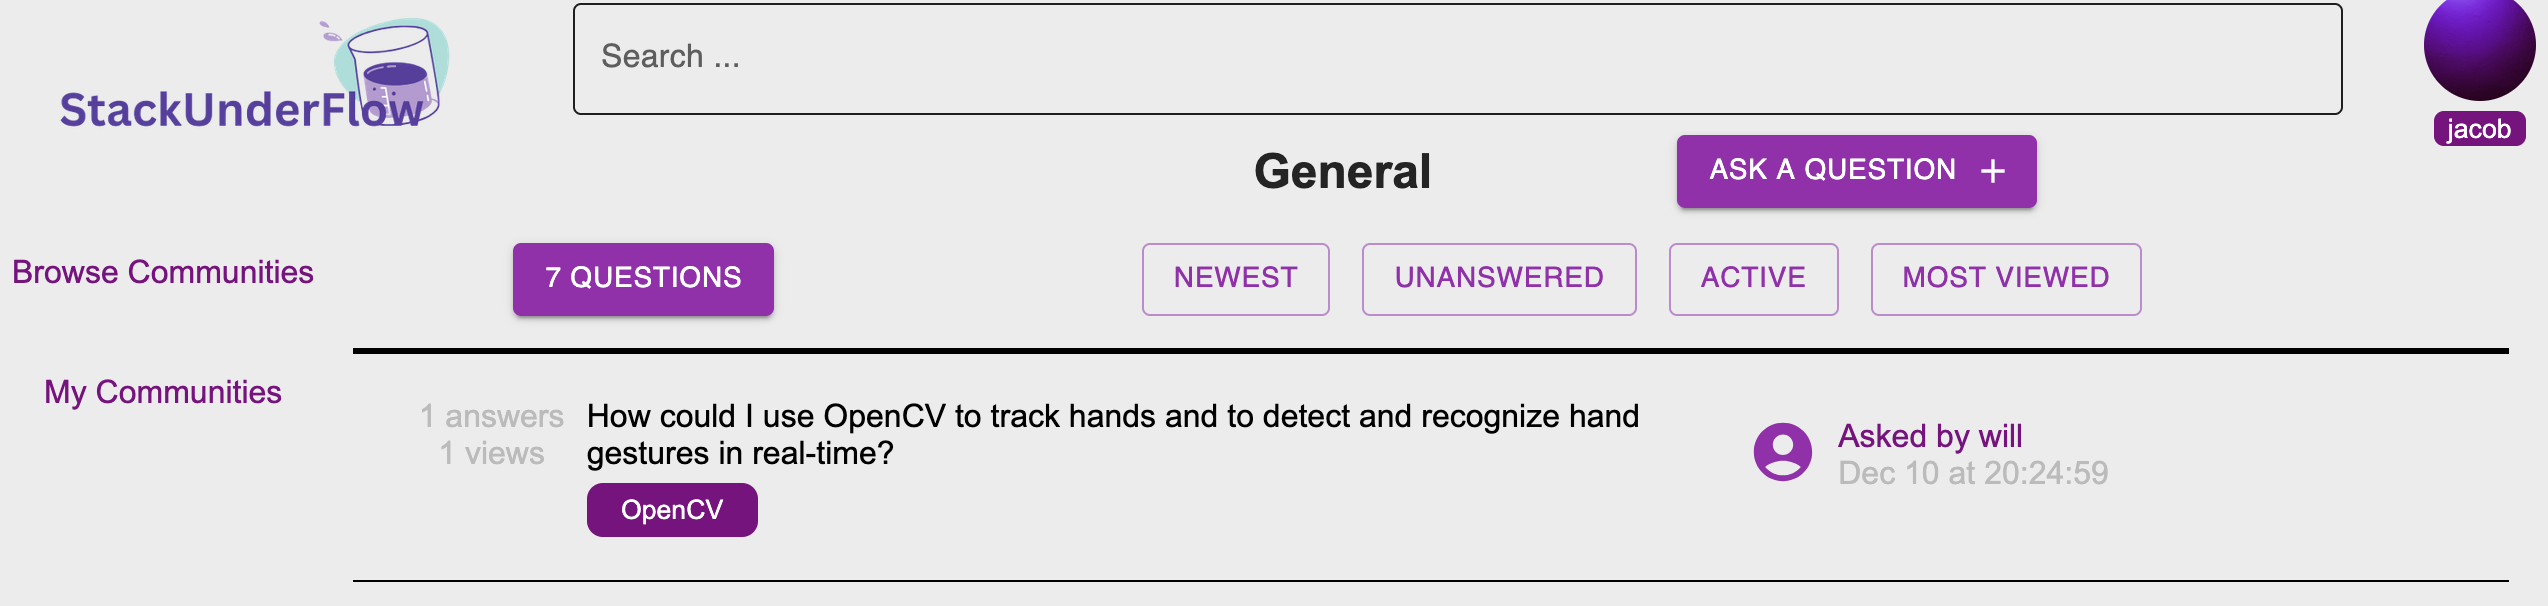 StackUnderFlow
Search ...
jacob
General
ASK A QUESTION +
Browse Communities
7 QUESTIONS
NEWEST
UNANSWERED
ACTIVE
MOST VIEWED
My Communities
1 answers
1 views
How could I use OpenCV to track hands and to detect and recognize hand
gestures in real-time?
OpenCV
Asked by will
Dec 10 at 20:24:59